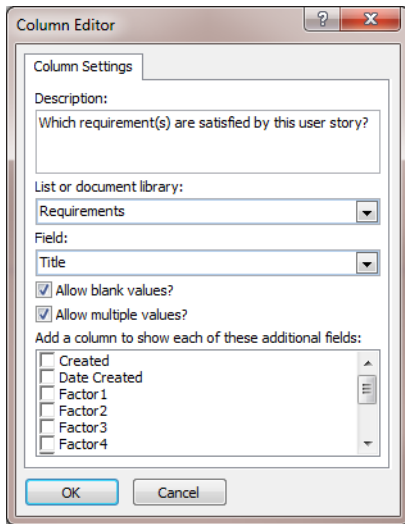 Column Editor
Column Settings
Description:
Which requirement(s) are satisfied by this user story?
List or document library:
Requirements
Field:
Title
Allow blank values?
Allow multiple values?
Add a column to show each of these additional fields:
Created
Date Created
Factor1
Factor2
Factor3
Factor4
OK Cancel